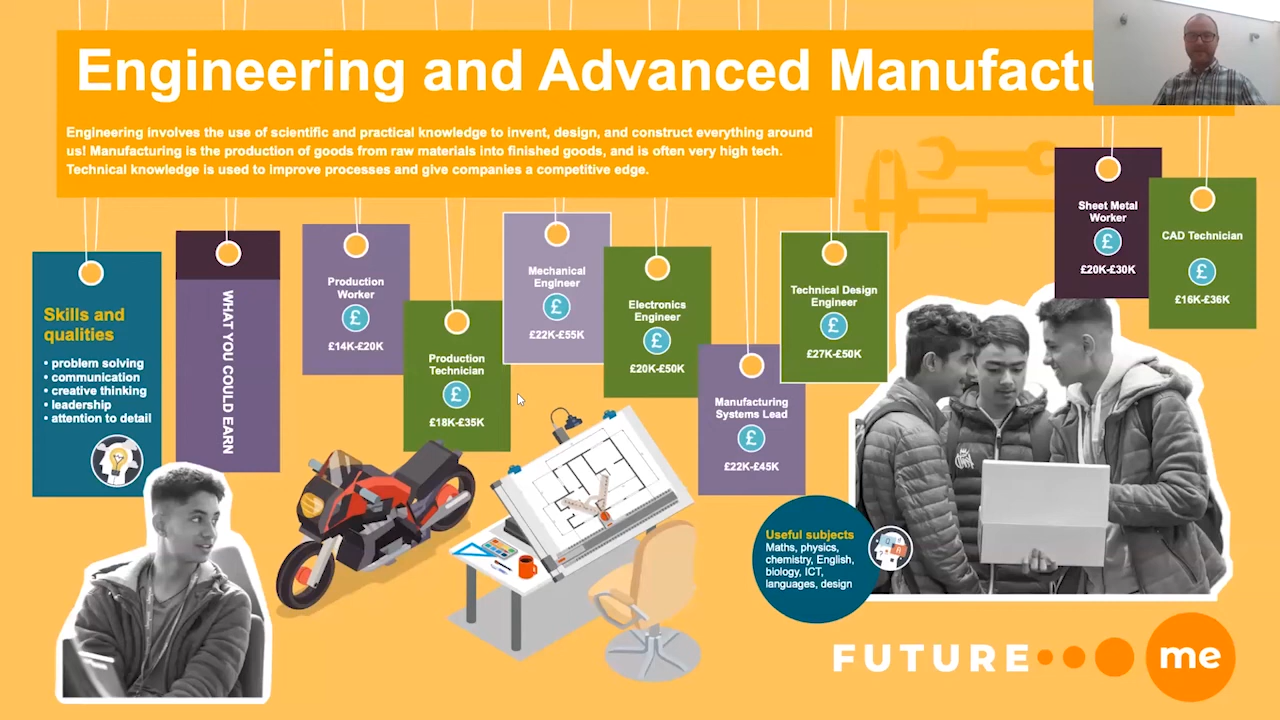 Engineering and Advanced
Engineering involves the use of scientific and practical knowledge to invent, design, and construct everything around
us! Manufacturing is the production of goods from raw materials into finished goods, and is often very high tech.
Technical knowledge is used to improve processes and give companies a competitive edge.
Skills and
qualities
• problem solving
• communication
• creative thinking
• leadership
• attention to detail
WHAT YOU COULD EARN
Production
Worker
£
£14K-£20K
Production
Technician
£
£18K-£35K
Mechanical
Engineer
£
£22K-£55K
Electronics
Engineer
£
£20K-£50K
Manufacturing
Systems Lead
£
£22K-£45K
Technical Design
Engineer
£
£27K-£50K
Sheet Metal
Worker
£
£20K-£30K
CAD Technician
£
£16K-£36K
Useful subjects
Maths, physics,
chemistry, English,
biology, ICT,
languages, design
FUTURE me